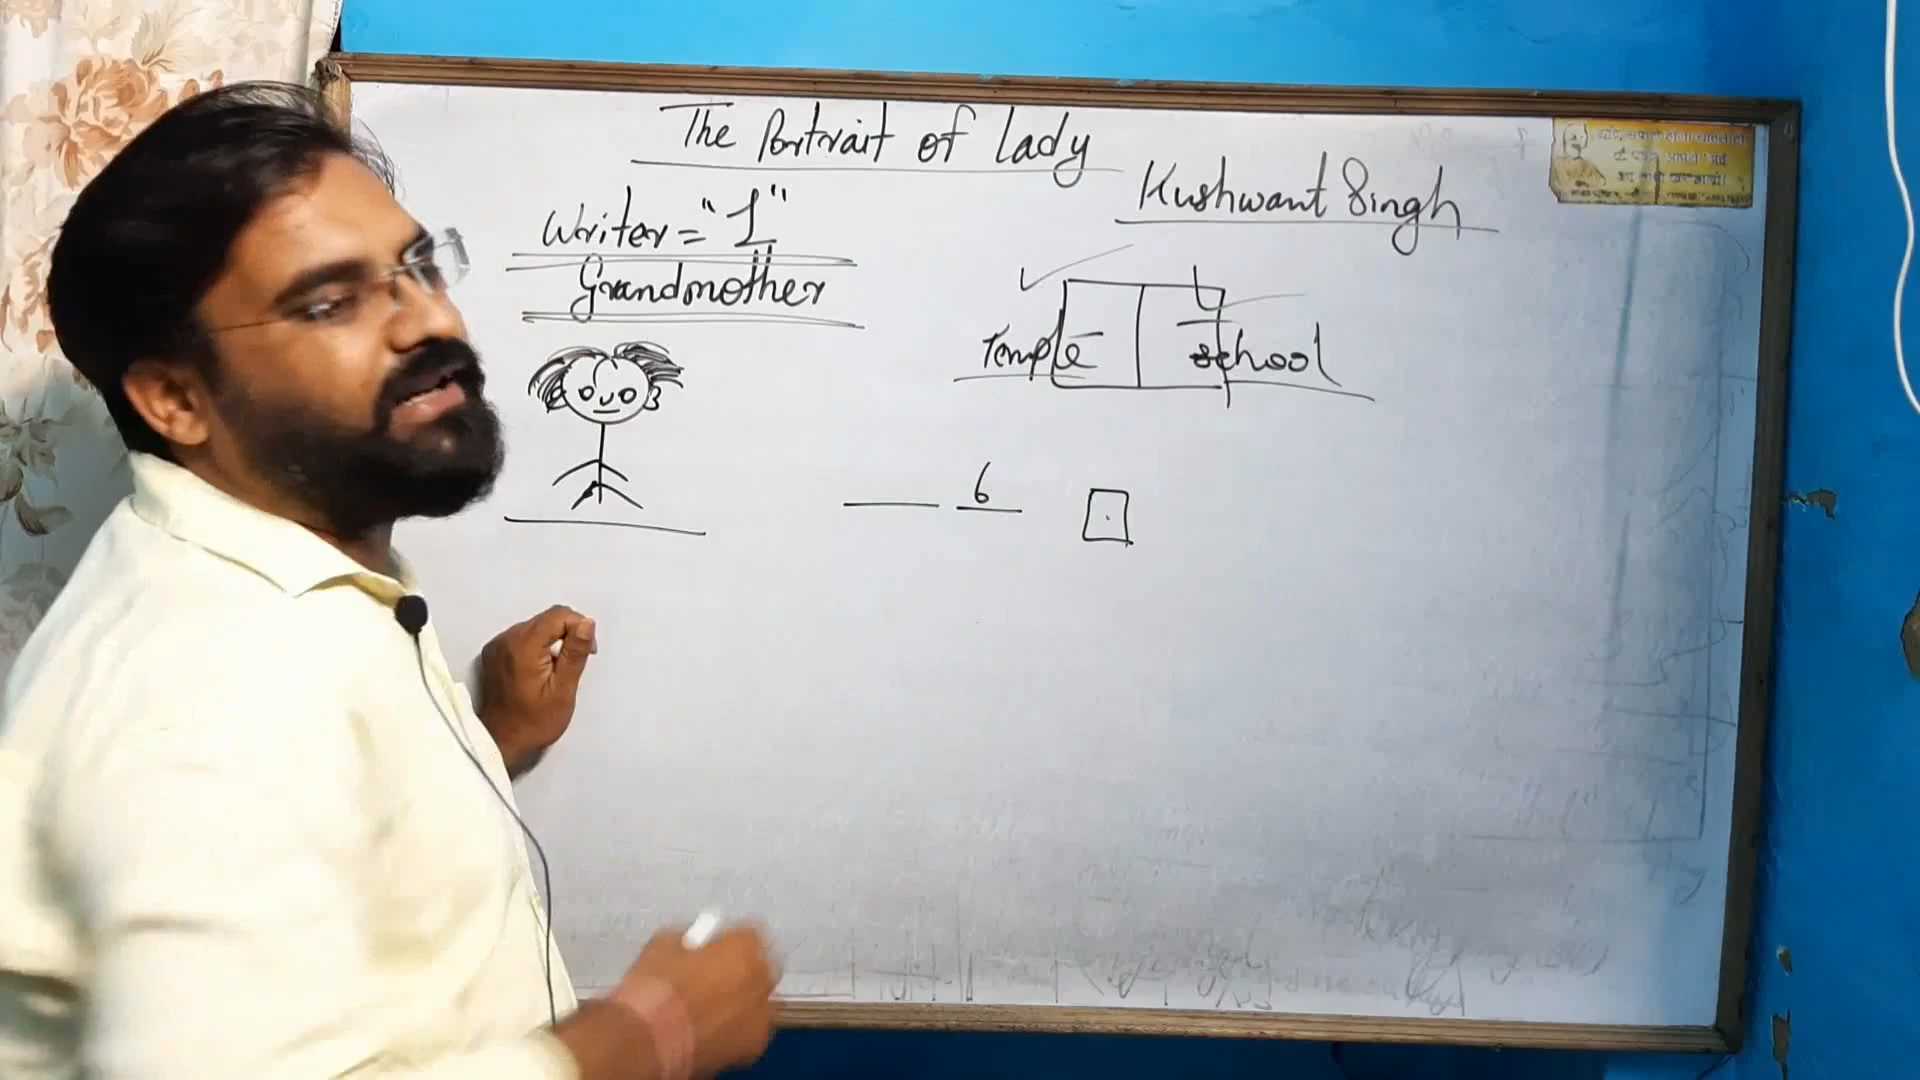 The Portrait of Lady
Kushwant Singh
Writer = "I"
Grandmother
Temple school
6